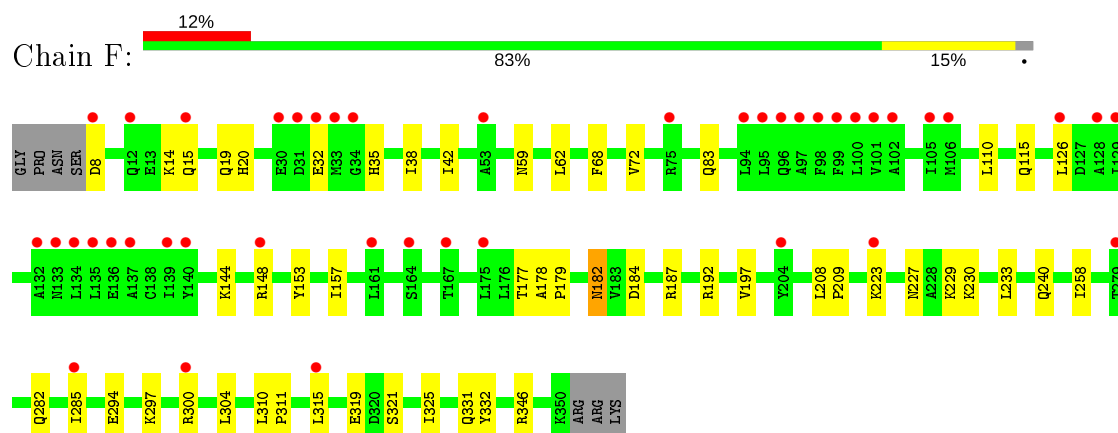 12%
Chain F:
83% 15% •
GLY PRO ASN SER D8 Q12 E13 K14 Q15 Q19 H20 E30 D31 E32 M33 G34 H35 I38 I42 A53 N59 L62 F68 V72 R75 Q83 L94 L95 Q96 A97 F98 F99 L100 V101 A102 I105 M106 L110 Q115 L126 D127 A128 I129
A132 N133 L134 L135 E136 A137 C138 I139 Y140 K144 R148 Y153 I157 L161 S164 T167 L175 L176 T177 A178 P179 N182 V183 D184 R187 R192 V197 Y204 L208 P209 K223 N227 A228 K229 K230 L233 Q240 I258 T270
Q282 I285 E294 K297 R300 L304 L310 P311 L315 E319 D320 S321 I325 Q331 Y332 R346 K350 ARG ARG LYS